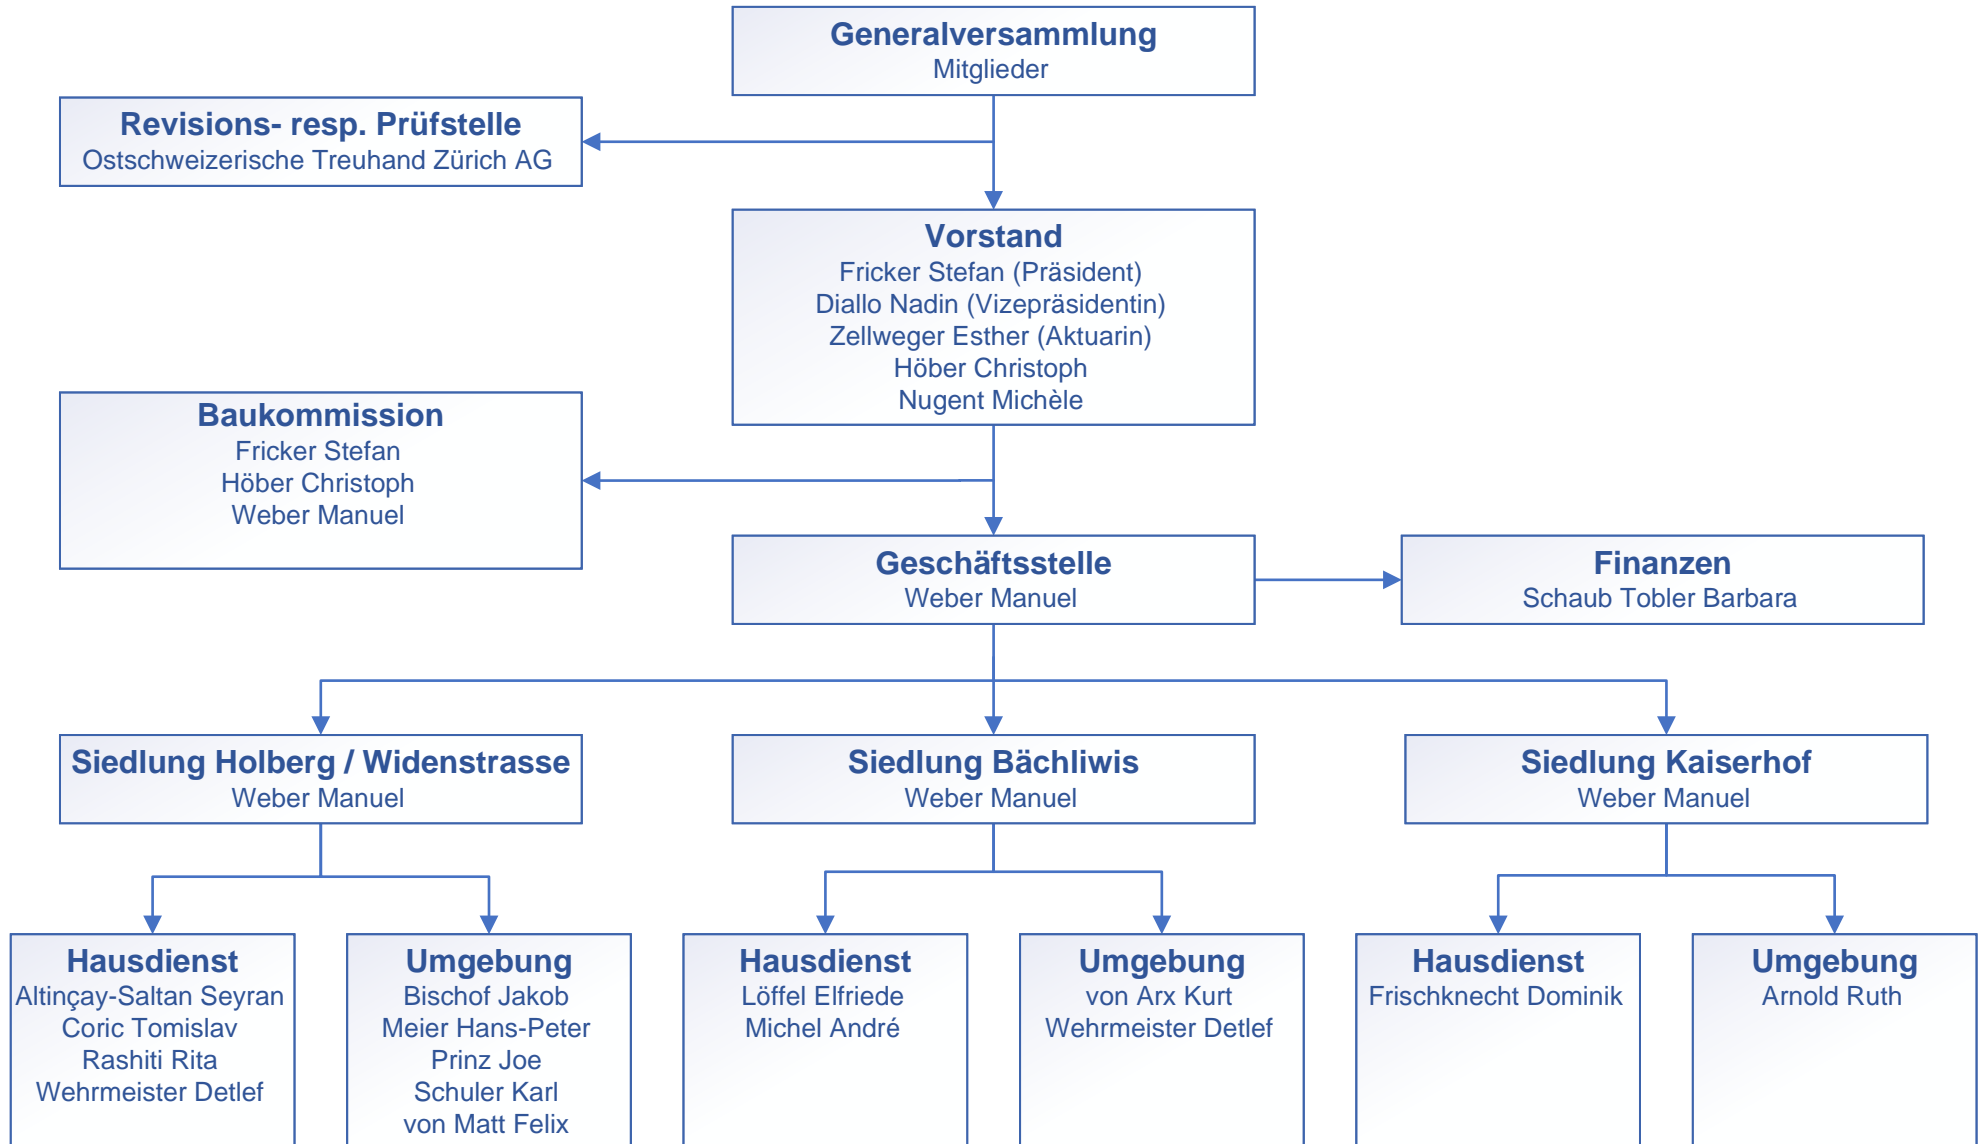 Generalversammlung
Mitglieder
Revisions- resp. Prüfstelle
Ostschweizerische Treuhand Zürich AG
Vorstand
Fricker Stefan (Präsident)
Diallo Nadin (Vizepräsidentin)
Zellweger Esther (Aktuarin)
Höber Christoph
Nugent Michèle
Baukommission
Fricker Stefan
Höber Christoph
Weber Manuel
Geschäftsstelle
Weber Manuel
Finanzen
Schaub Tobler Barbara
Siedlung Holberg / Widenstrasse
Weber Manuel
Siedlung Bächliwis
Weber Manuel
Siedlung Kaiserhof
Weber Manuel
Hausdienst
Altinçay-Saltan Seyran
Coric Tomislav
Rashiti Rita
Wehrmeister Detlef
Umgebung
Bischof Jakob
Meier Hans-Peter
Prinz Joe
Schuler Karl
von Matt Felix
Hausdienst
Löffel Elfriede
Michel André
Umgebung
von Arx Kurt
Wehrmeister Detlef
Hausdienst
Frischknecht Dominik
Umgebung
Arnold Ruth